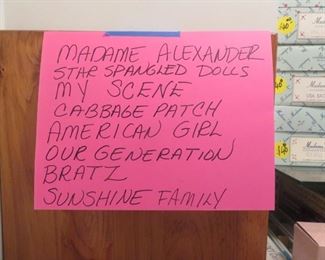 MADAME ALEXANDER
STAR SPANGLED DOLLS
MY SCENE
CABBAGE PATCH
AMERICAN GIRL
OUR GENERATION
BRATZ
SUNSHINE FAMILY